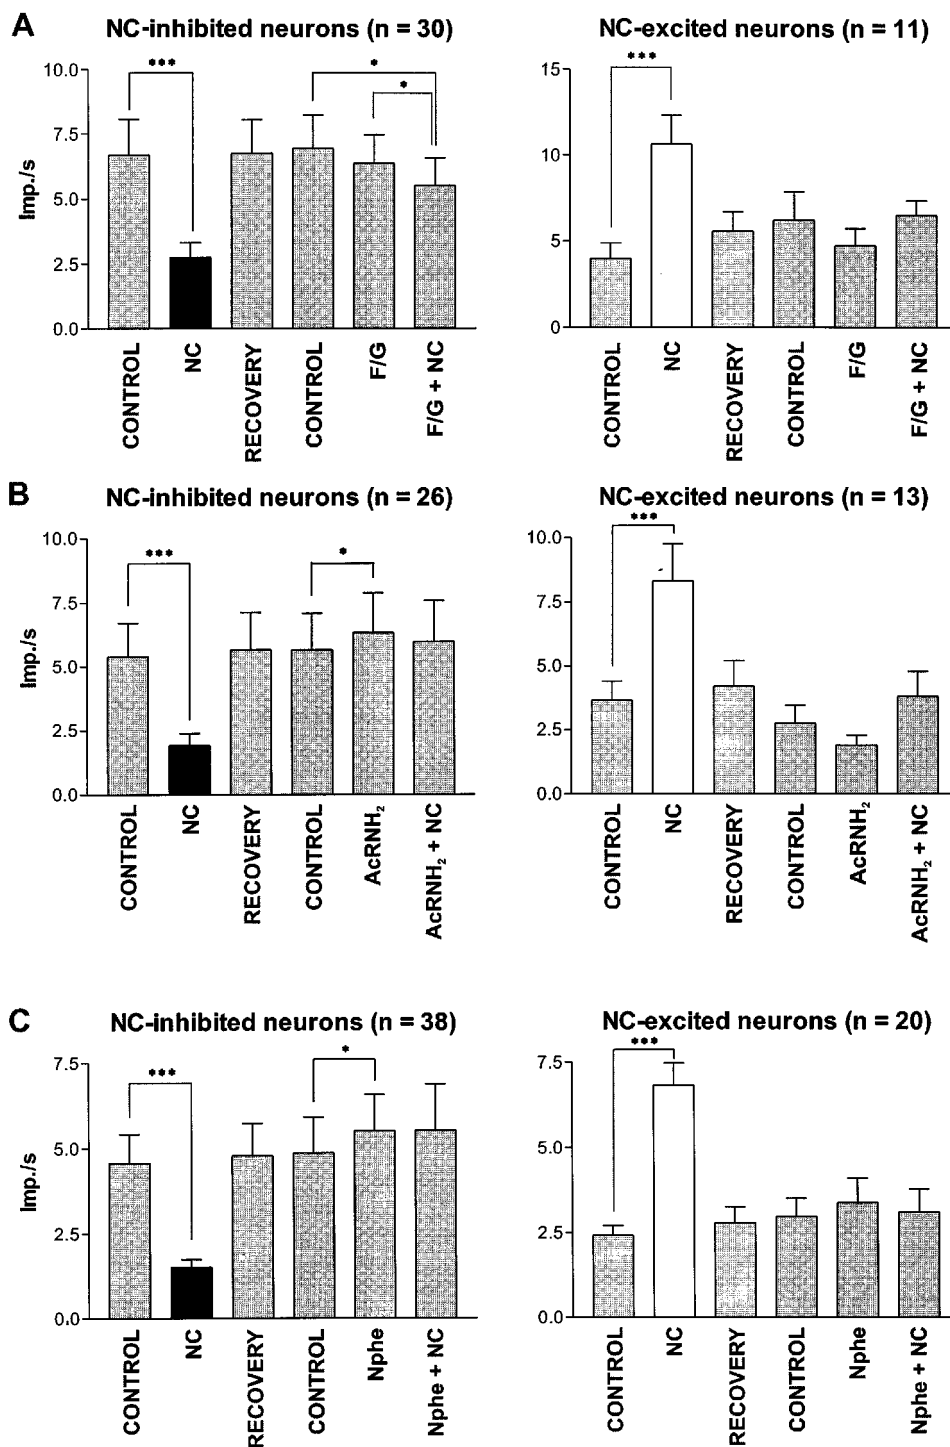 A
NC-inhibited neurons (n = 30)
NC-excited neurons (n = 11)
Imp./s
10.0
7.5
5.0
2.5
0.0
***
*
*
CONTROL
NC
RECOVERY
CONTROL
F/G
F/G + NC
15
10
5
0
***
CONTROL
NC
RECOVERY
CONTROL
F/G
F/G + NC
B
NC-inhibited neurons (n = 26)
NC-excited neurons (n = 13)
Imp./s
10.0
7.5
5.0
2.5
0.0
***
*
CONTROL
NC
RECOVERY
CONTROL
AcRNH₂
AcRNH₂ + NC
10.0
7.5
5.0
2.5
0.0
***
CONTROL
NC
RECOVERY
CONTROL
AcRNH₂
AcRNH₂ + NC
C
NC-inhibited neurons (n = 38)
NC-excited neurons (n = 20)
Imp./s
7.5
5.0
2.5
0.0
***
*
CONTROL
NC
RECOVERY
CONTROL
Nphe
Nphe + NC
7.5
5.0
2.5
0.0
***
CONTROL
NC
RECOVERY
CONTROL
Nphe
Nphe + NC